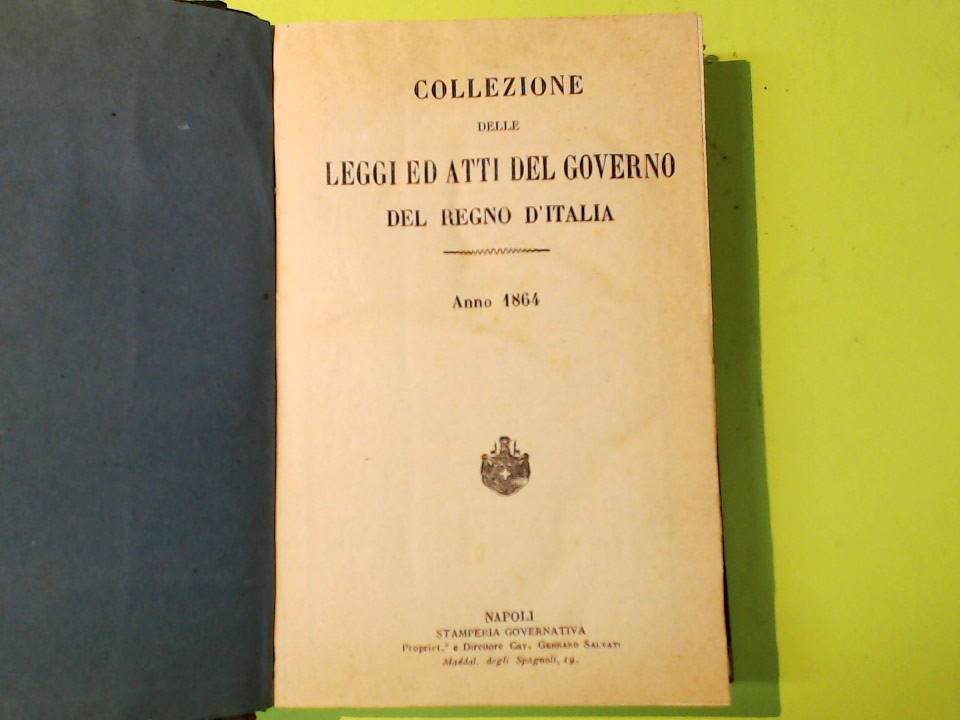 COLLEZIONE
DELLE
LEGGI ED ATTI DEL GOVERNO
DEL REGNO D'ITALIA
Anno 1864
NAPOLI
STAMPERIA GOVERNATIVA
Propriet.° e Direttore Cav. Gennaro Salvati
Maddal. degli Spagnoli, 19.